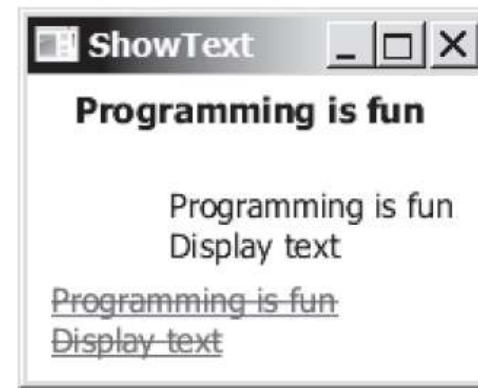 ShowText
Programming is fun
Programming is fun
Display text
Programming is fun
Display text